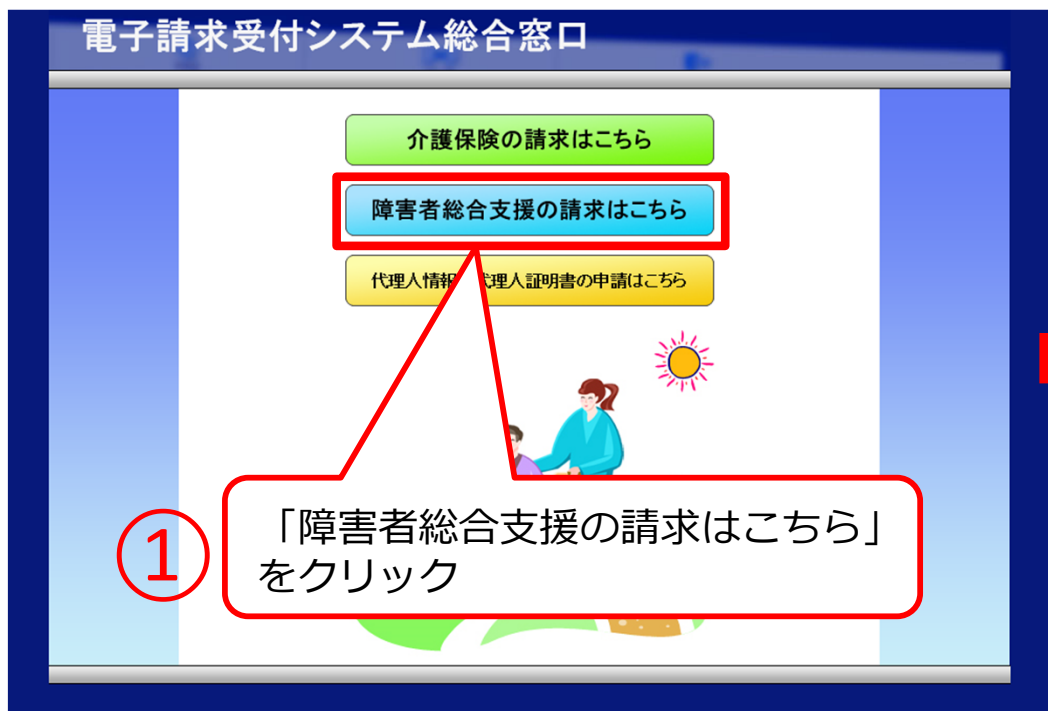 電子請求受付システム総合窓口
介護保険の請求はこちら
障害者総合支援の請求はこちら
代理人情報 代理人証明書の申請はこちら
①
「障害者総合支援の請求はこちら」
をクリック